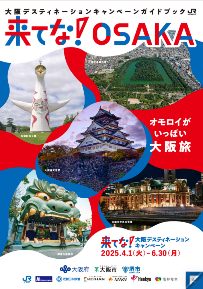 大阪デスティネーションキャンペーンガイドブック JR
来てな! OSAKA
オモロイが
いっぱい
大阪旅
来てな! 大阪デスティネーション
キャンペーン
2025.4.1(火)-6.30(月)
大阪府 大阪市 堺市